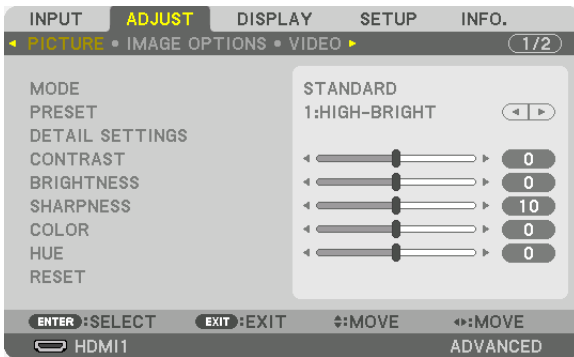 INPUT ADJUST DISPLAY SETUP INFO.
PICTURE • IMAGE OPTIONS • VIDEO 1/2
MODE STANDARD
PRESET 1:HIGH-BRIGHT
DETAIL SETTINGS
CONTRAST 0
BRIGHTNESS 0
SHARPNESS 10
COLOR 0
HUE 0
RESET
ENTER :SELECT EXIT :EXIT :MOVE :MOVE
HDMI1 ADVANCED